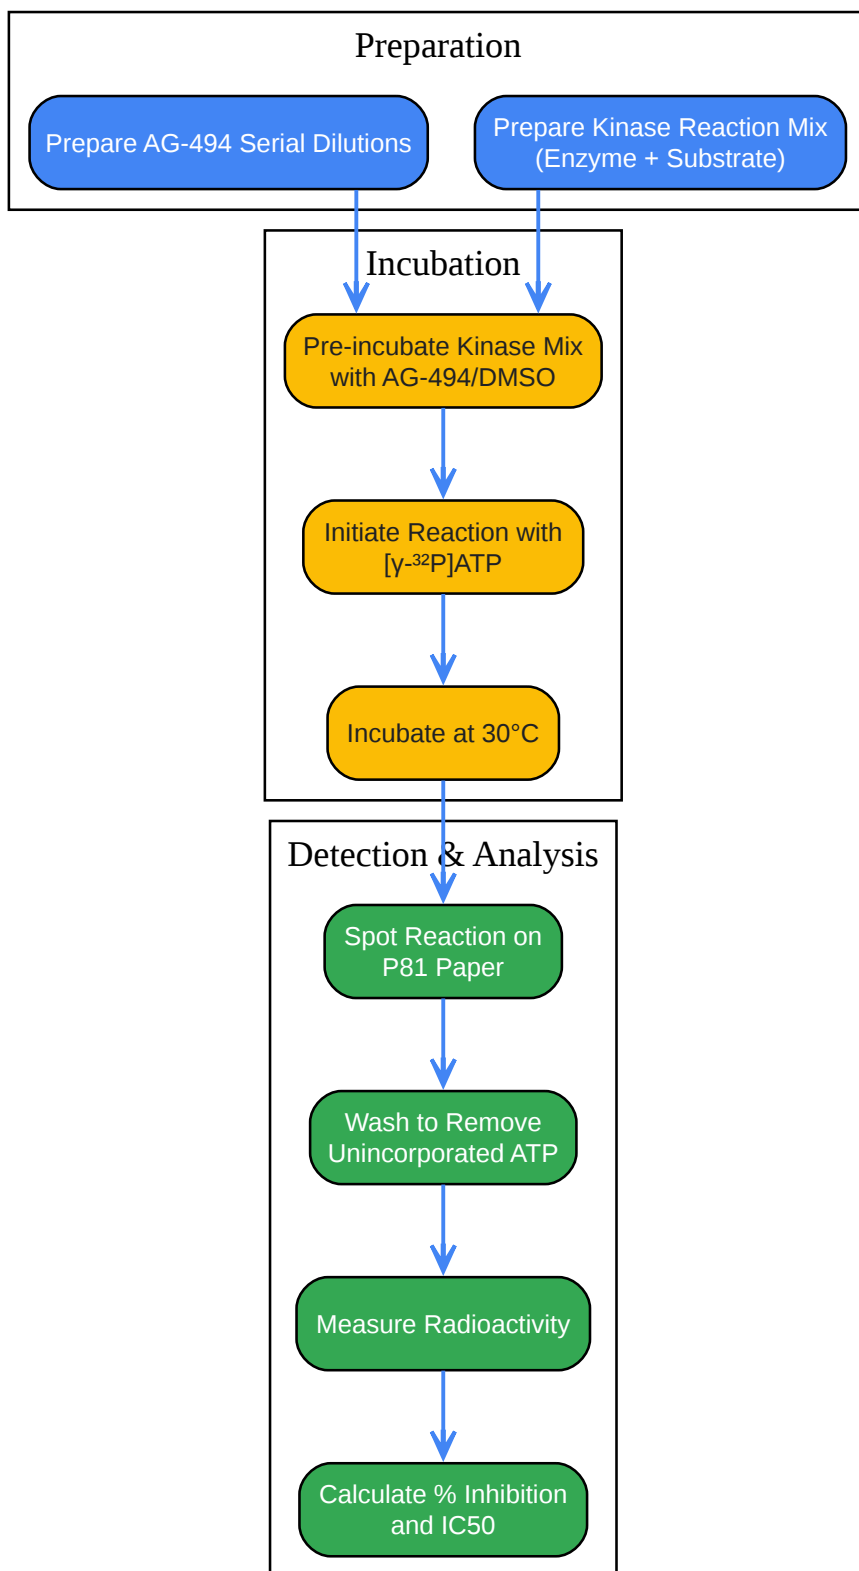 Preparation
Prepare AG-494 Serial Dilutions
Prepare Kinase Reaction Mix
(Enzyme + Substrate)
Incubation
Pre-incubate Kinase Mix
with AG-494/DMSO
Initiate Reaction with
[γ-³²P]ATP
Incubate at 30°C
Detection & Analysis
Spot Reaction on
P81 Paper
Wash to Remove
Unincorporated ATP
Measure Radioactivity
Calculate % Inhibition
and IC50